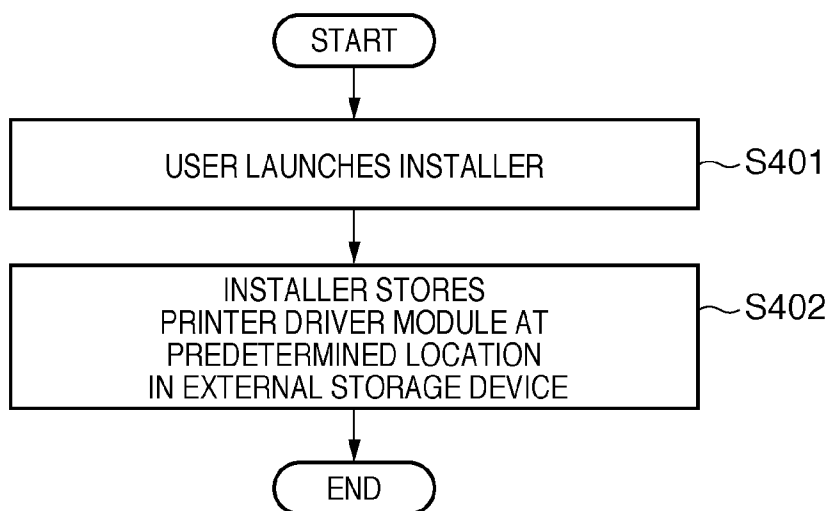 START
USER LAUNCHES INSTALLER
S401
INSTALLER STORES
PRINTER DRIVER MODULE AT
PREDETERMINED LOCATION
IN EXTERNAL STORAGE DEVICE
S402
END